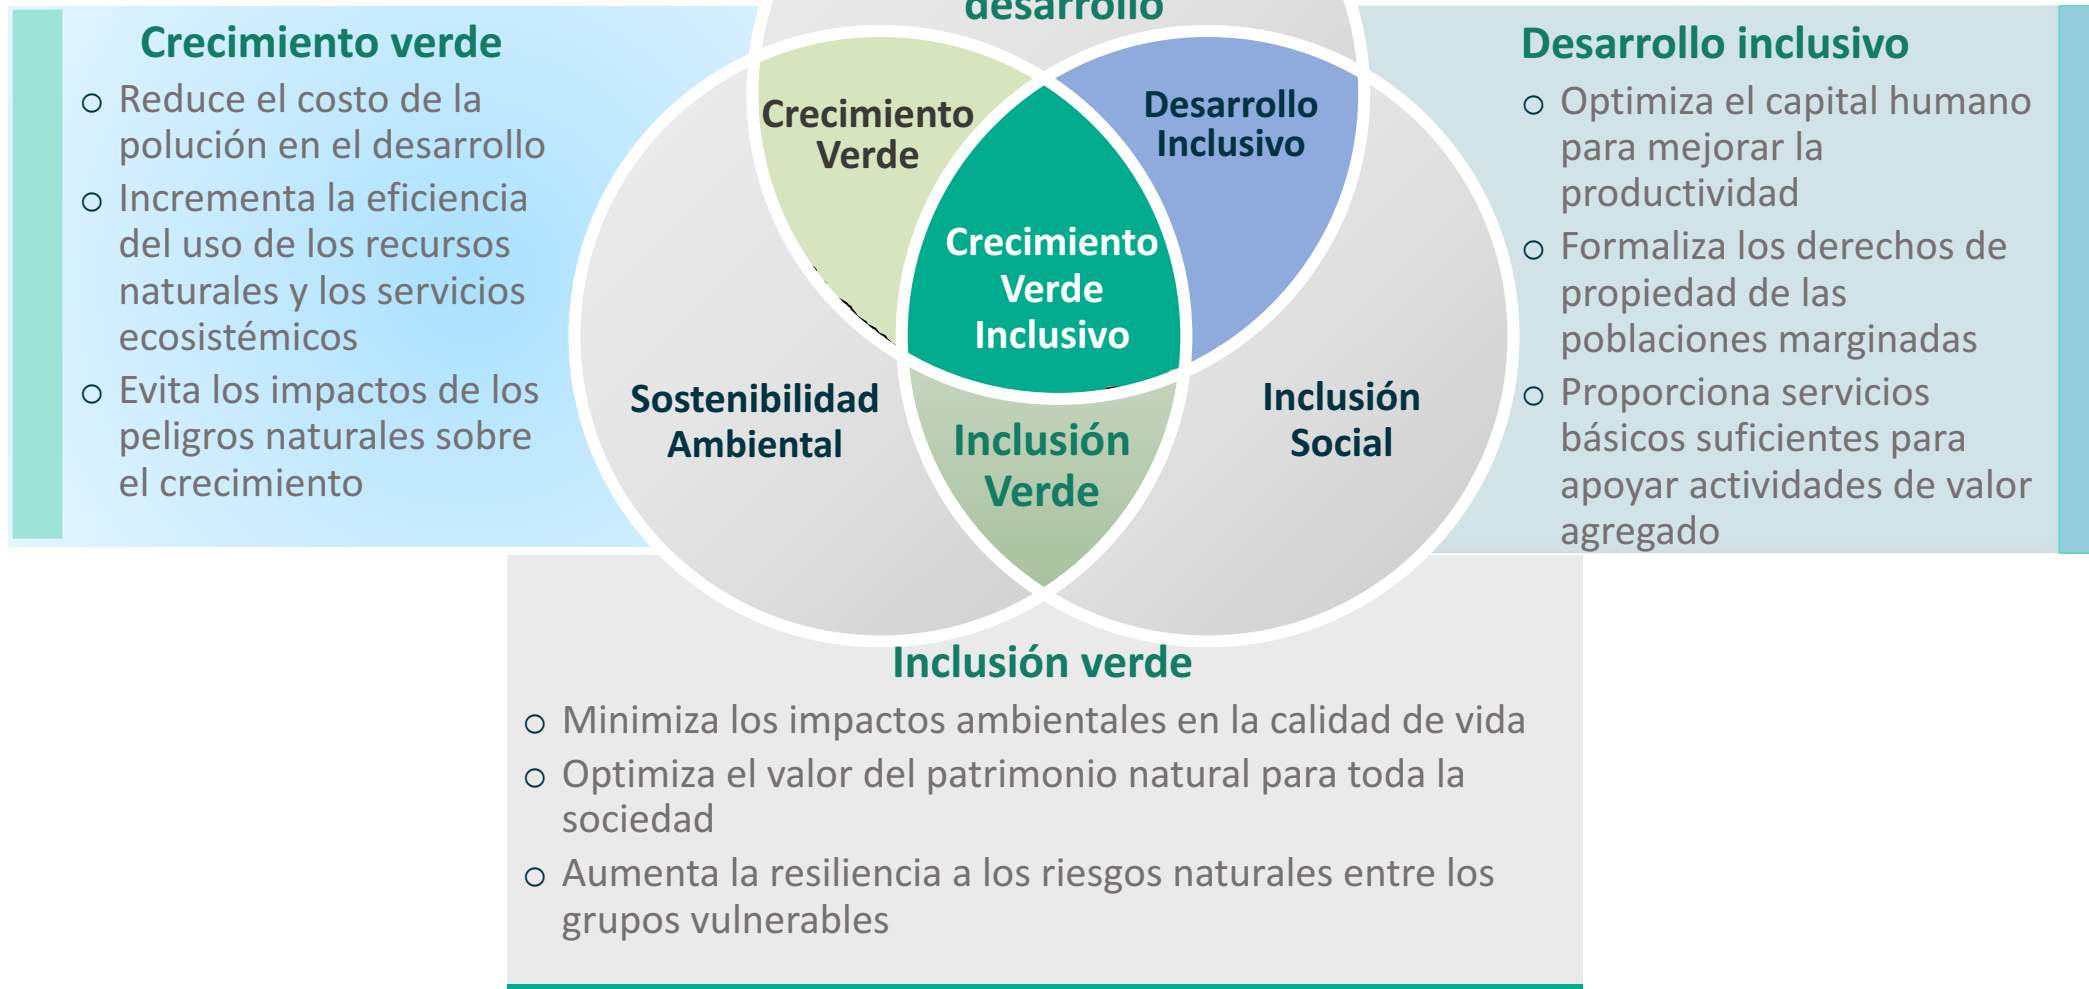 desarrollo
Crecimiento verde
o Reduce el costo de la
polución en el desarrollo
o Incrementa la eficiencia
del uso de los recursos
naturales y los servicios
ecosistémicos
o Evita los impactos de los
peligros naturales sobre
el crecimiento
Crecimiento
Verde
Desarrollo
Inclusivo
Crecimiento
Verde
Inclusivo
Sostenibilidad
Ambiental
Inclusión
Verde
Inclusión
Social
Desarrollo inclusivo
o Optimiza el capital humano
para mejorar la
productividad
o Formaliza los derechos de
propiedad de las
poblaciones marginadas
o Proporciona servicios
básicos suficientes para
apoyar actividades de valor
agregado
Inclusión verde
o Minimiza los impactos ambientales en la calidad de vida
o Optimiza el valor del patrimonio natural para toda la
sociedad
o Aumenta la resiliencia a los riesgos naturales entre los
grupos vulnerables